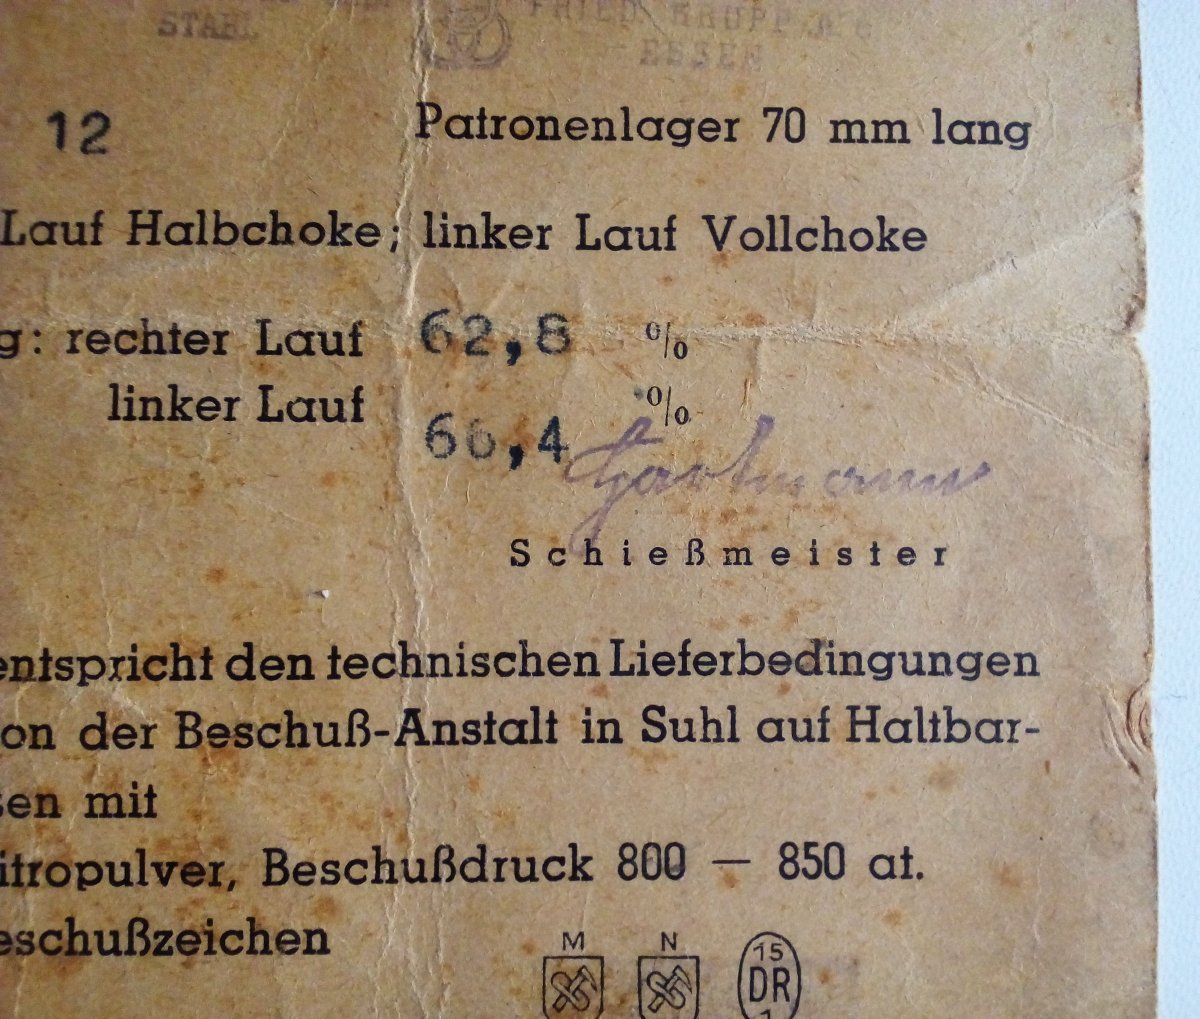 STAHL FRIED. KRUPP A.G
ESSEN
12 Patronenlager 70 mm lang
Lauf Halbchoke; linker Lauf Vollchoke
g: rechter Lauf 62,8 %
linker Lauf 66,4 %
Schießmeister
entspricht den technischen Lieferbedingungen
on der Beschuß-Anstalt in Suhl auf Haltbar-
en mit
itropulver, Beschußdruck 800 — 850 at.
eschußzeichen
M N 15
DR
1